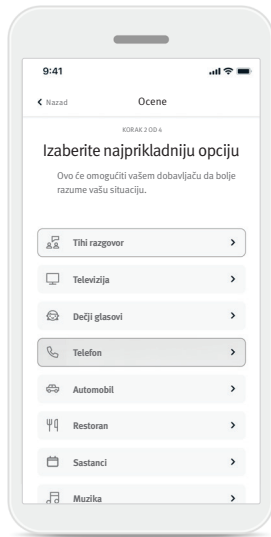 9:41
Nazad
Ocene
KORAK 2 OD 4
Izaberite najprikladniju opciju
Ovo će omogućiti vašem dobavljaču da bolje
razume vašu situaciju.
Tihi razgovor
Televizija
Dečji glasovi
Telefon
Automobil
Restoran
Sastanci
Muzika